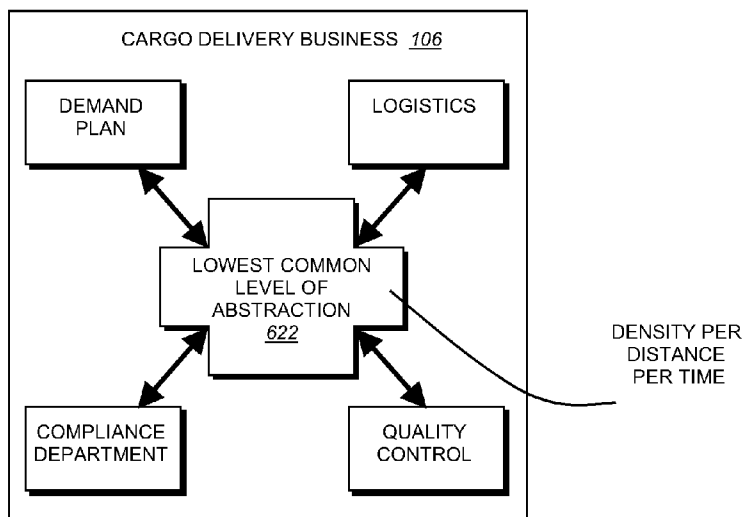 CARGO DELIVERY BUSINESS 106
DEMAND
PLAN
LOGISTICS
LOWEST COMMON
LEVEL OF
ABSTRACTION
622
DENSITY PER
DISTANCE
PER TIME
COMPLIANCE
DEPARTMENT
QUALITY
CONTROL